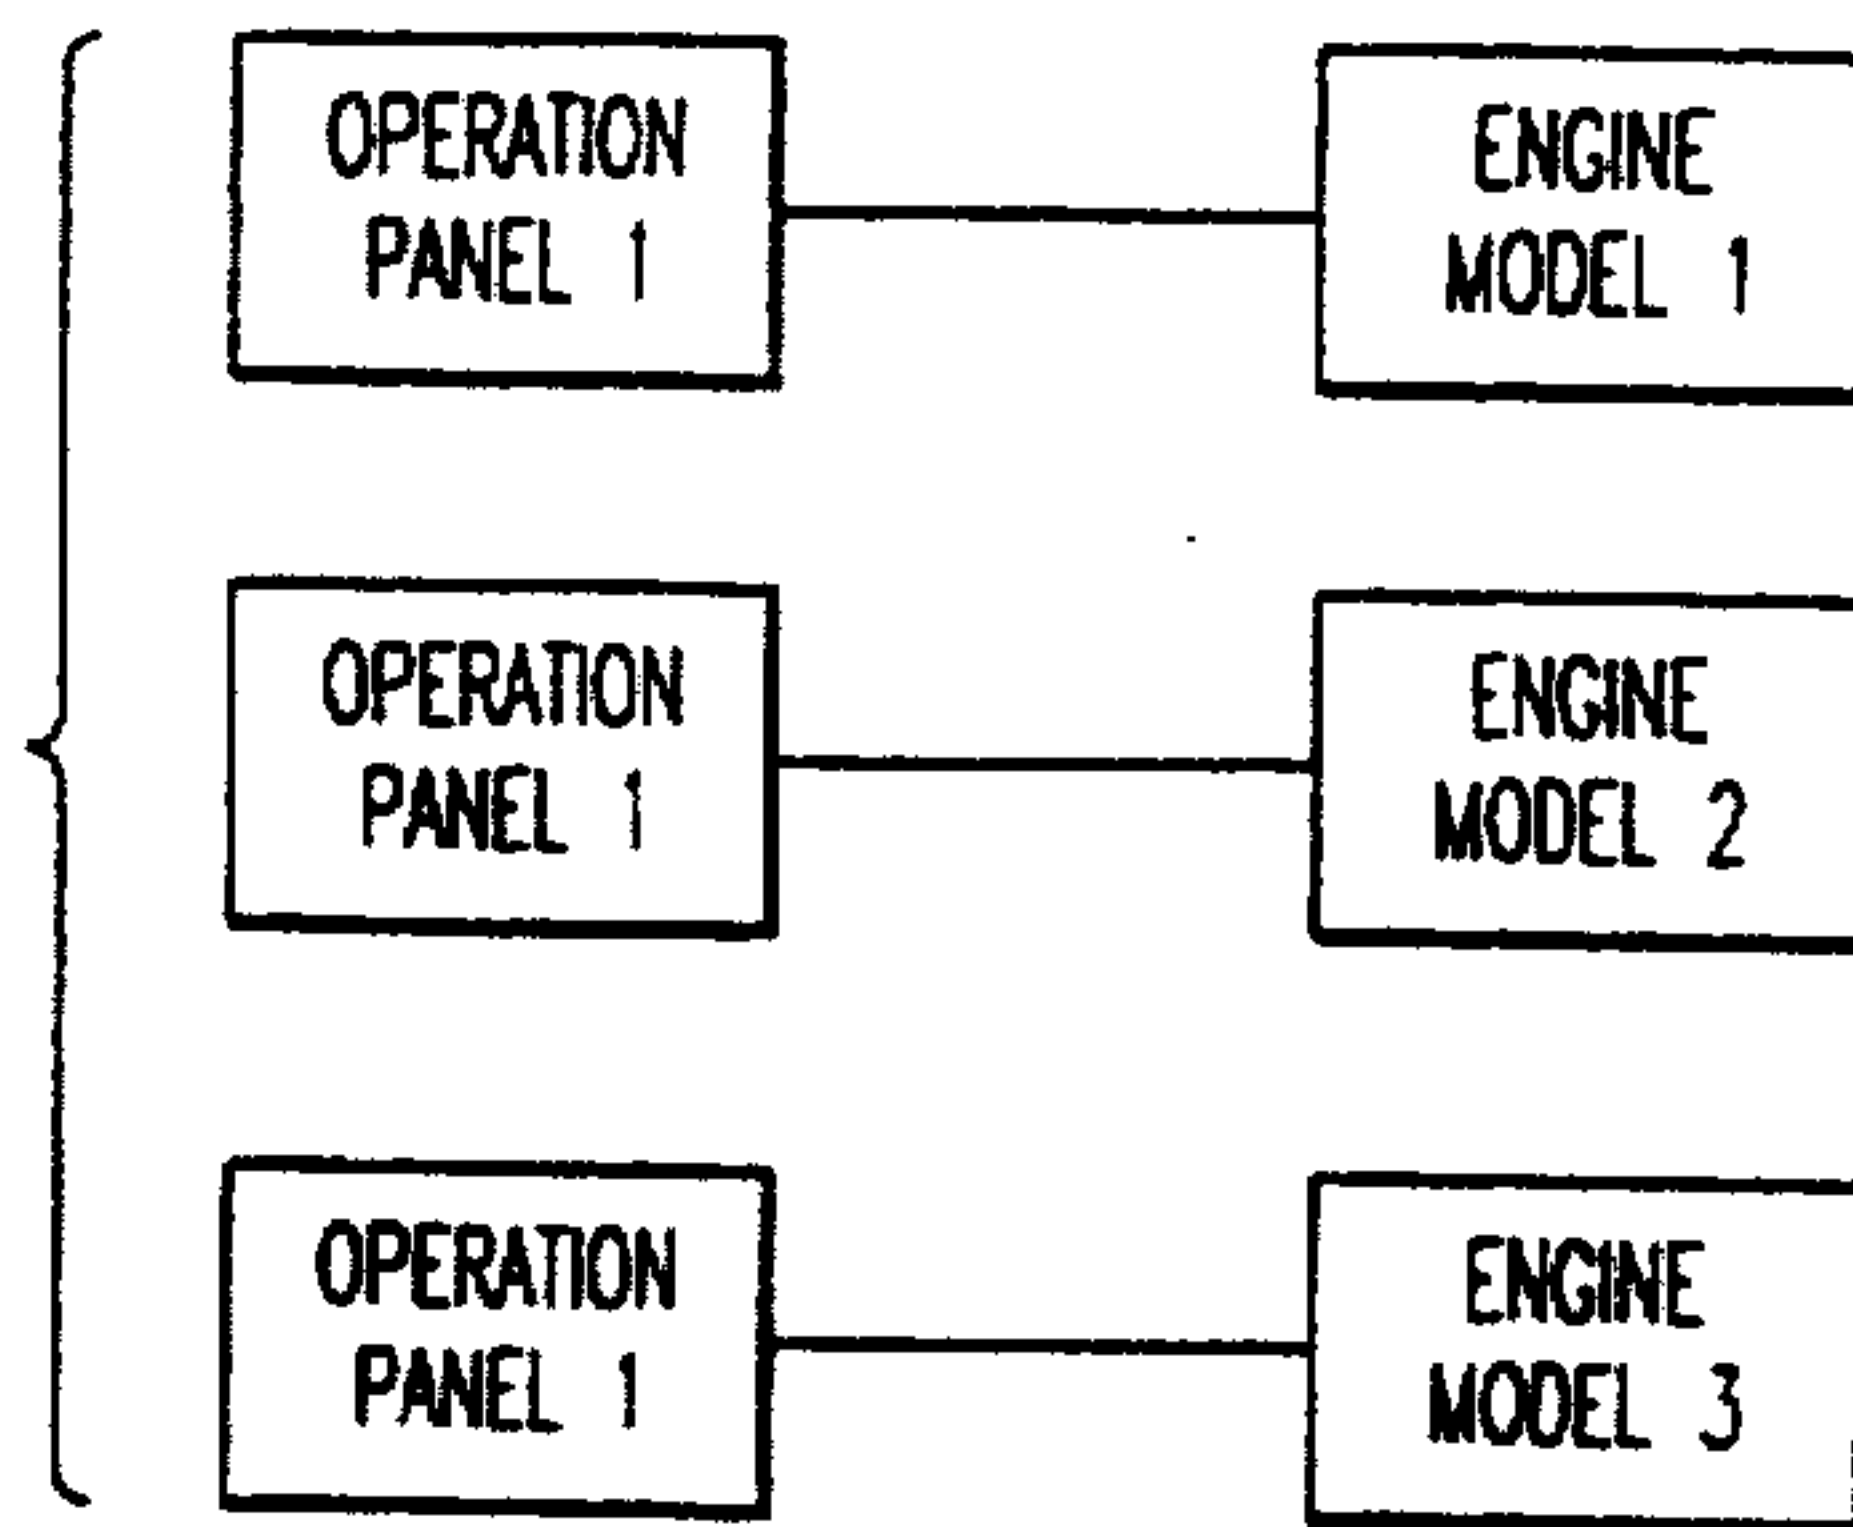 OPERATION
PANEL 1
ENGINE
MODEL 1
OPERATION
PANEL 1
ENGINE
MODEL 2
OPERATION
PANEL 1
ENGINE
MODEL 3